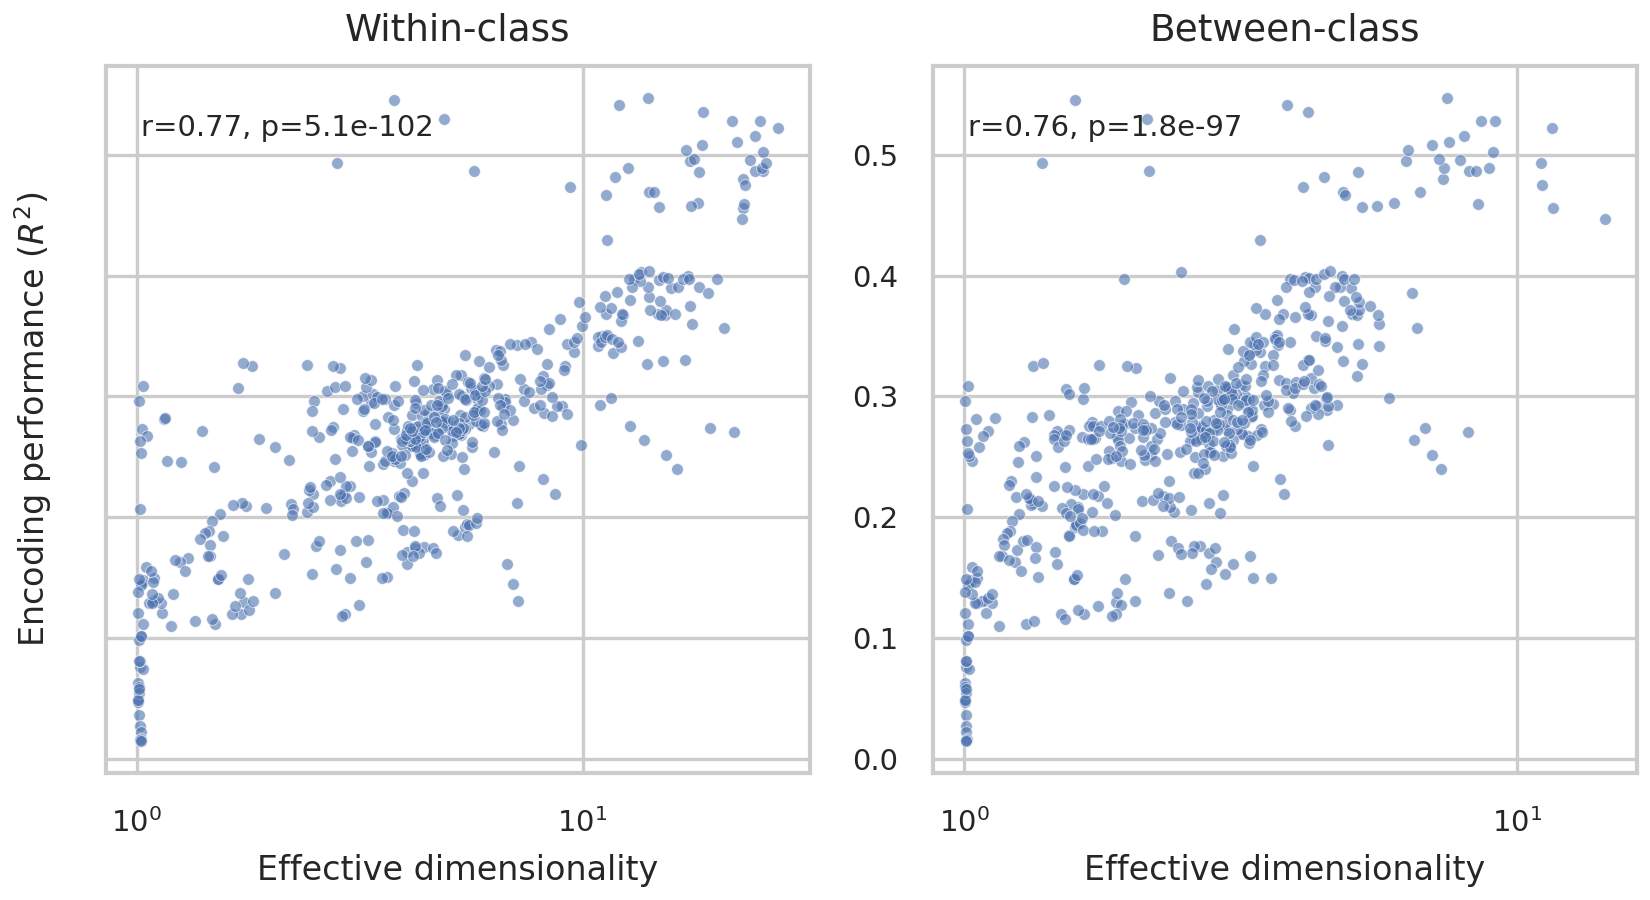 Within-class
Between-class
r=0.77, p=5.1e-102
r=0.76, p=1.8e-97
Encoding performance (R²)
0.5
0.4
0.3
0.2
0.1
0.0
10⁰
10¹
10⁰
10¹
Effective dimensionality
Effective dimensionality